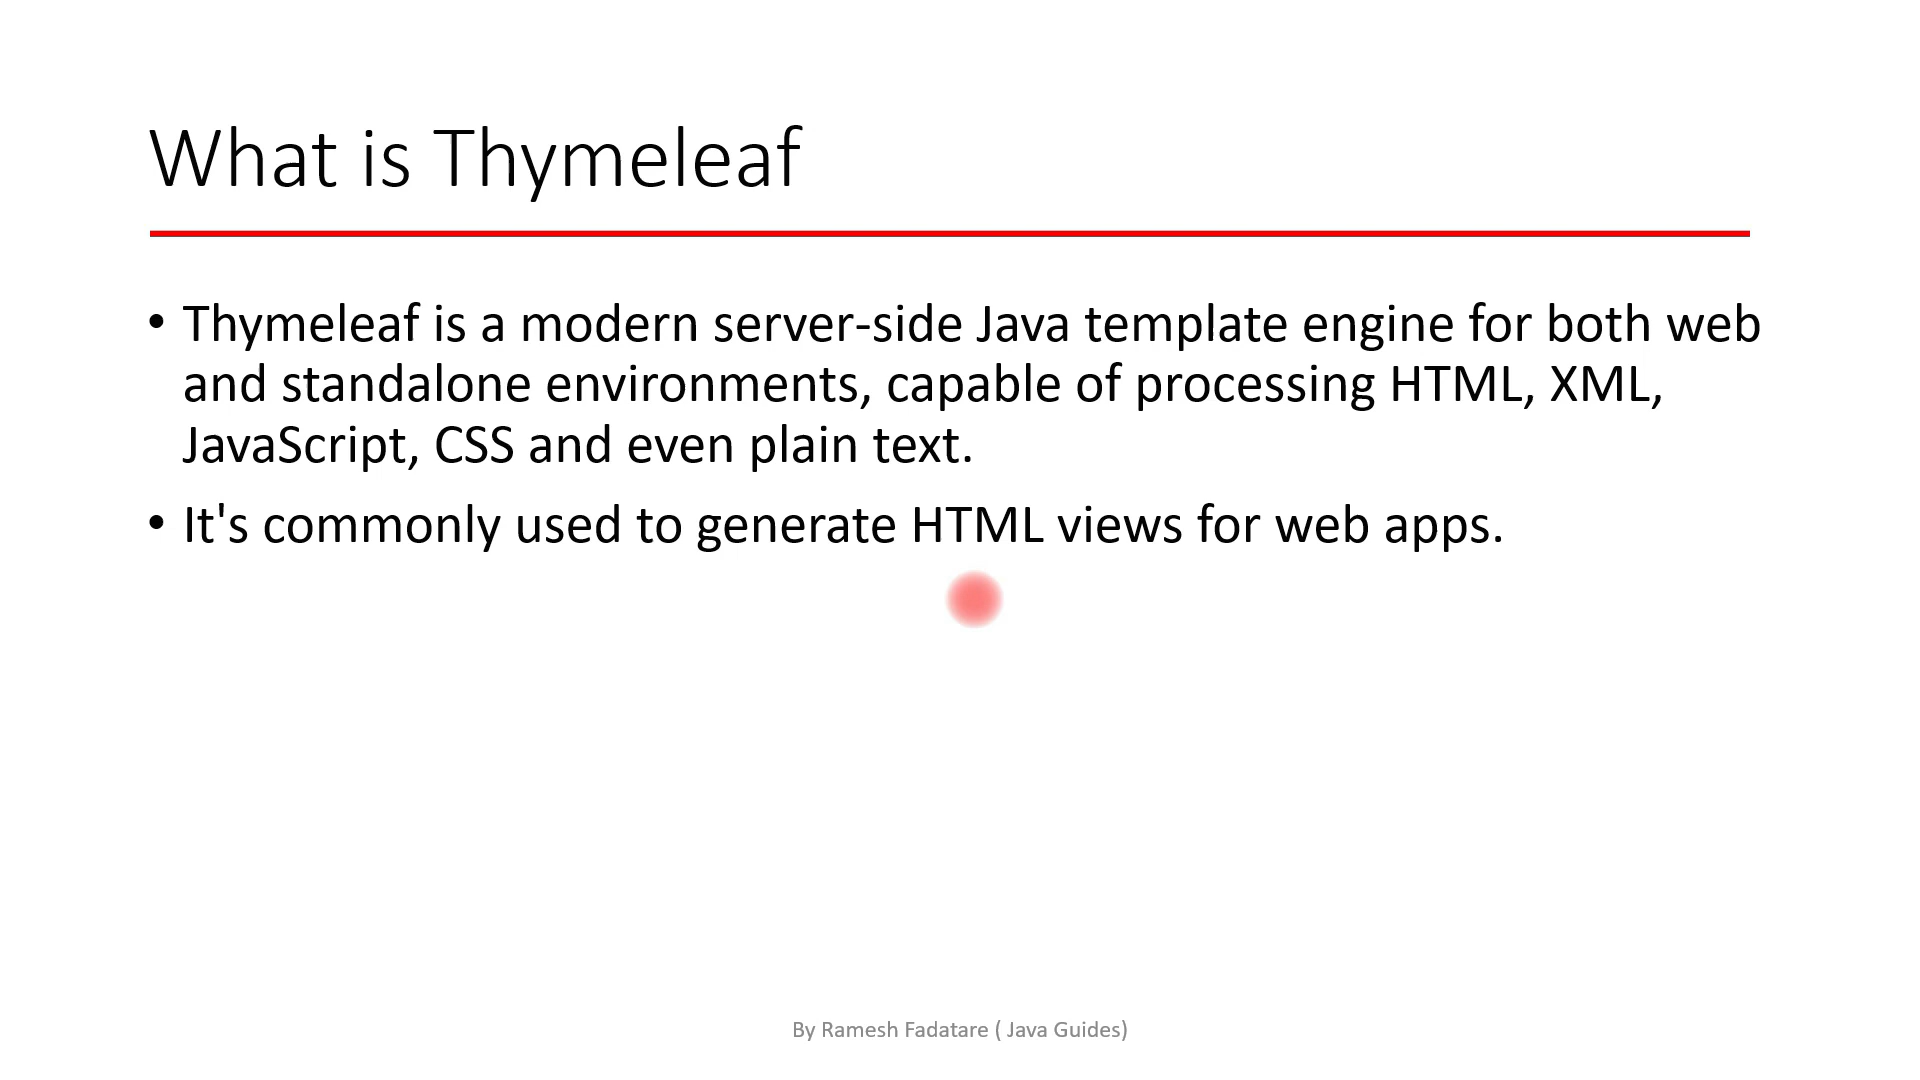 What is Thymeleaf
• Thymeleaf is a modern server-side Java template engine for both web
and standalone environments, capable of processing HTML, XML,
JavaScript, CSS and even plain text.
• It's commonly used to generate HTML views for web apps.
By Ramesh Fadatare ( Java Guides)